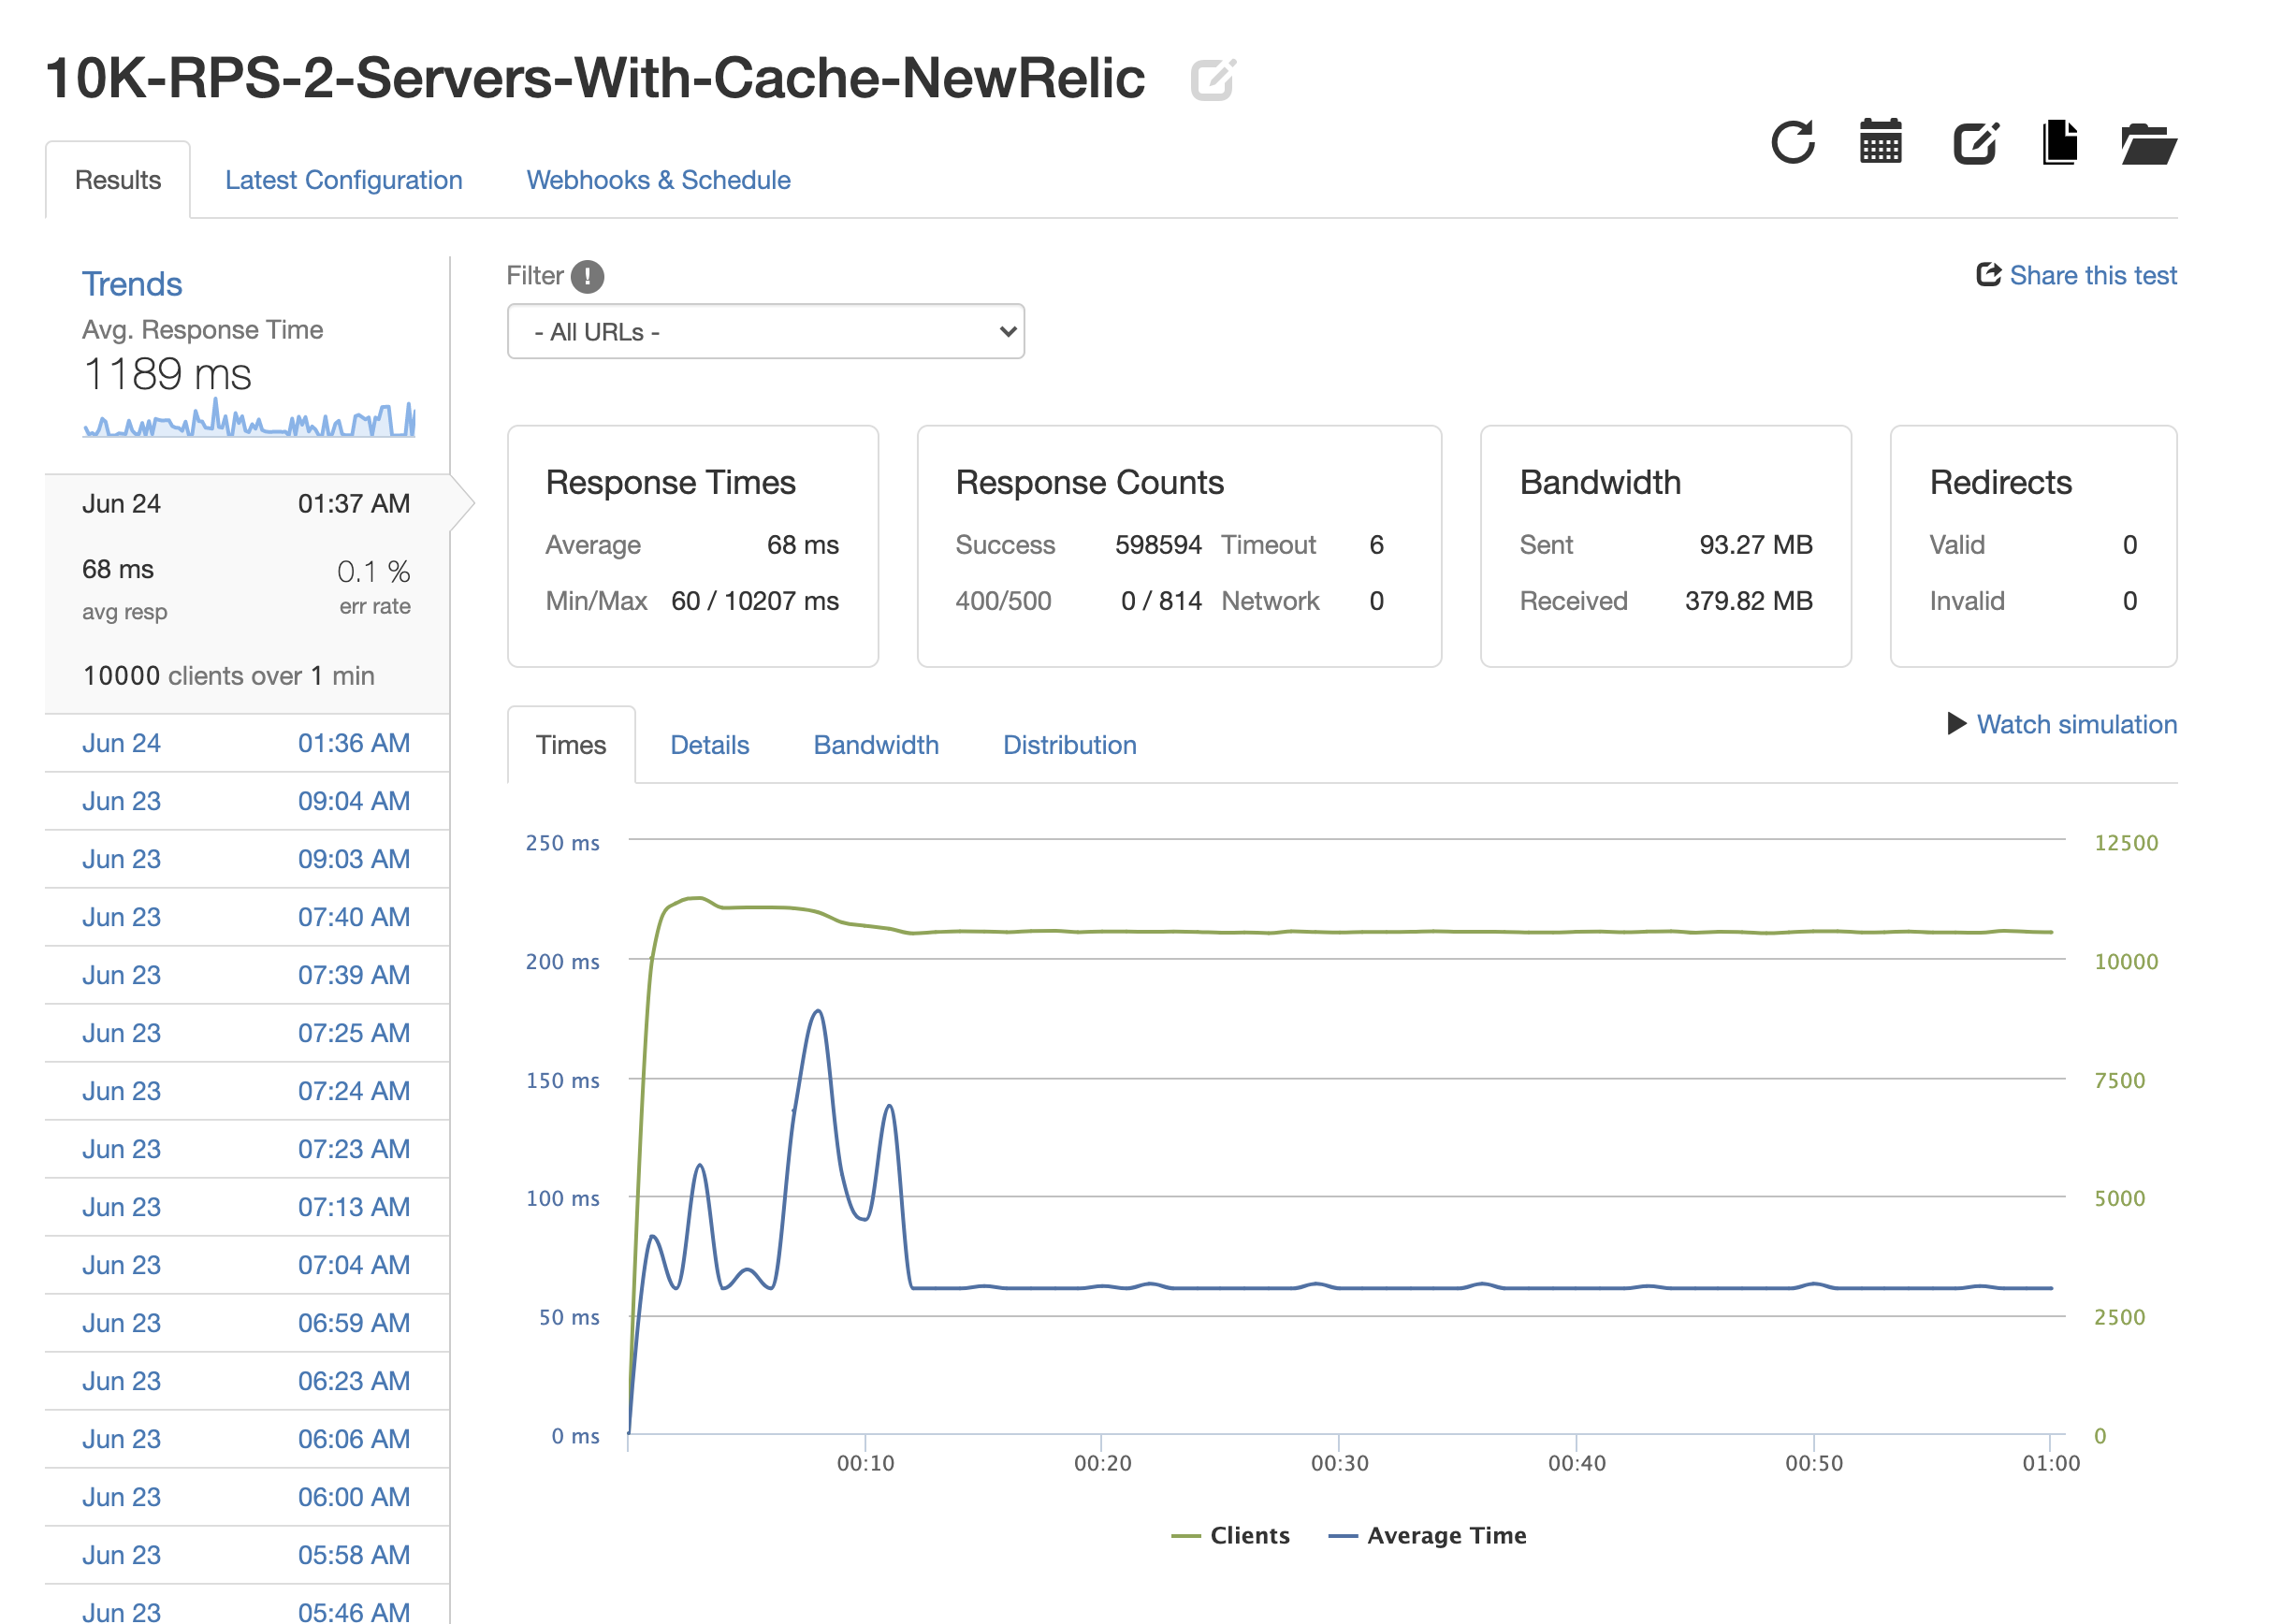 10K-RPS-2-Servers-With-Cache-NewRelic
Results Latest Configuration Webhooks & Schedule
Trends
Avg. Response Time
1189 ms
Jun 24 01:37 AM
68 ms 0.1 %
avg resp err rate
10000 clients over 1 min
Jun 24 01:36 AM
Jun 23 09:04 AM
Jun 23 09:03 AM
Jun 23 07:40 AM
Jun 23 07:39 AM
Jun 23 07:25 AM
Jun 23 07:24 AM
Jun 23 07:23 AM
Jun 23 07:13 AM
Jun 23 07:04 AM
Jun 23 06:59 AM
Jun 23 06:23 AM
Jun 23 06:06 AM
Jun 23 06:00 AM
Jun 23 05:58 AM
Jun 23 05:46 AM
Filter !
Share this test
- All URLs -
Response Times
Average 68 ms
Min/Max 60 / 10207 ms
Response Counts
Success 598594 Timeout 6
400/500 0 / 814 Network 0
Bandwidth
Sent 93.27 MB
Received 379.82 MB
Redirects
Valid 0
Invalid 0
Times Details Bandwidth Distribution
Watch simulation
250 ms 12500
200 ms 10000
150 ms 7500
100 ms 5000
50 ms 2500
0 ms 0
00:10 00:20 00:30 00:40 00:50 01:00
Clients Average Time